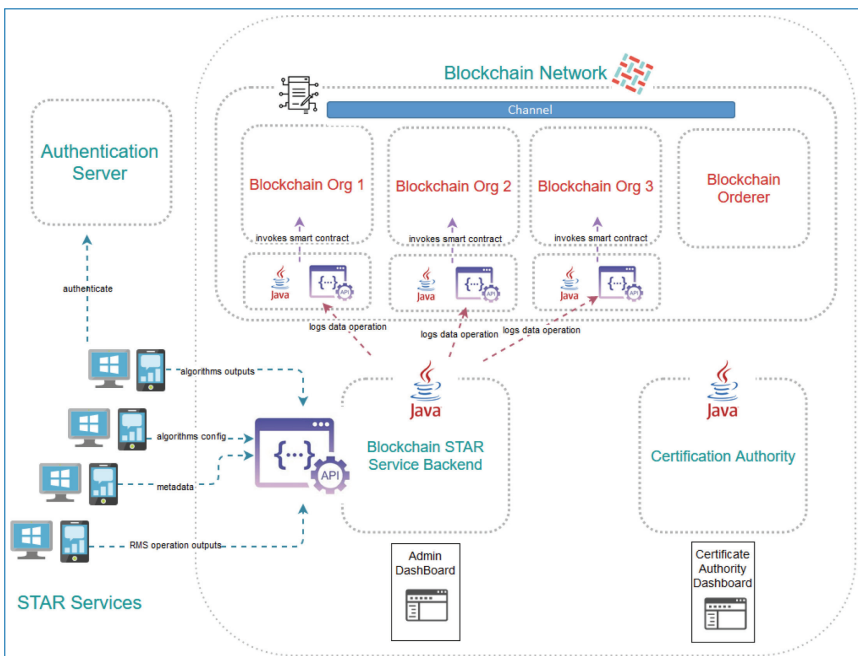 Blockchain Network
Channel
Authentication
Server
Blockchain Org 1
Blockchain Org 2
Blockchain Org 3
Blockchain
Orderer
invokes smart contract
invokes smart contract
invokes smart contract
Java
API
Java
API
Java
API
authenticate
logs data operation
logs data operation
logs data operation
algorithms outputs
algorithms config
metadata
RMS operation outputs
{...}
API
Java
Blockchain STAR
Service Backend
Java
Certification Authority
STAR Services
Admin
DashBoard
Certificate
Authority
Dashboard